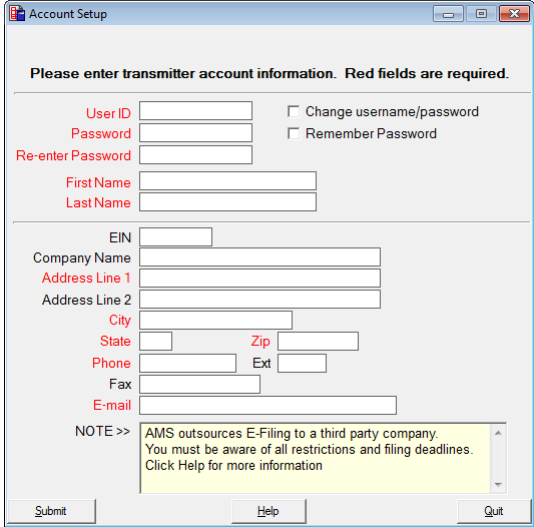 Account Setup
Please enter transmitter account information. Red fields are required.
User ID
Change username/password
Password
Remember Password
Re-enter Password
First Name
Last Name
EIN
Company Name
Address Line 1
Address Line 2
City
State Zip
Phone Ext
Fax
E-mail
NOTE >>
AMS outsources E-Filing to a third party company.
You must be aware of all restrictions and filing deadlines.
Click Help for more information
Submit Help Quit